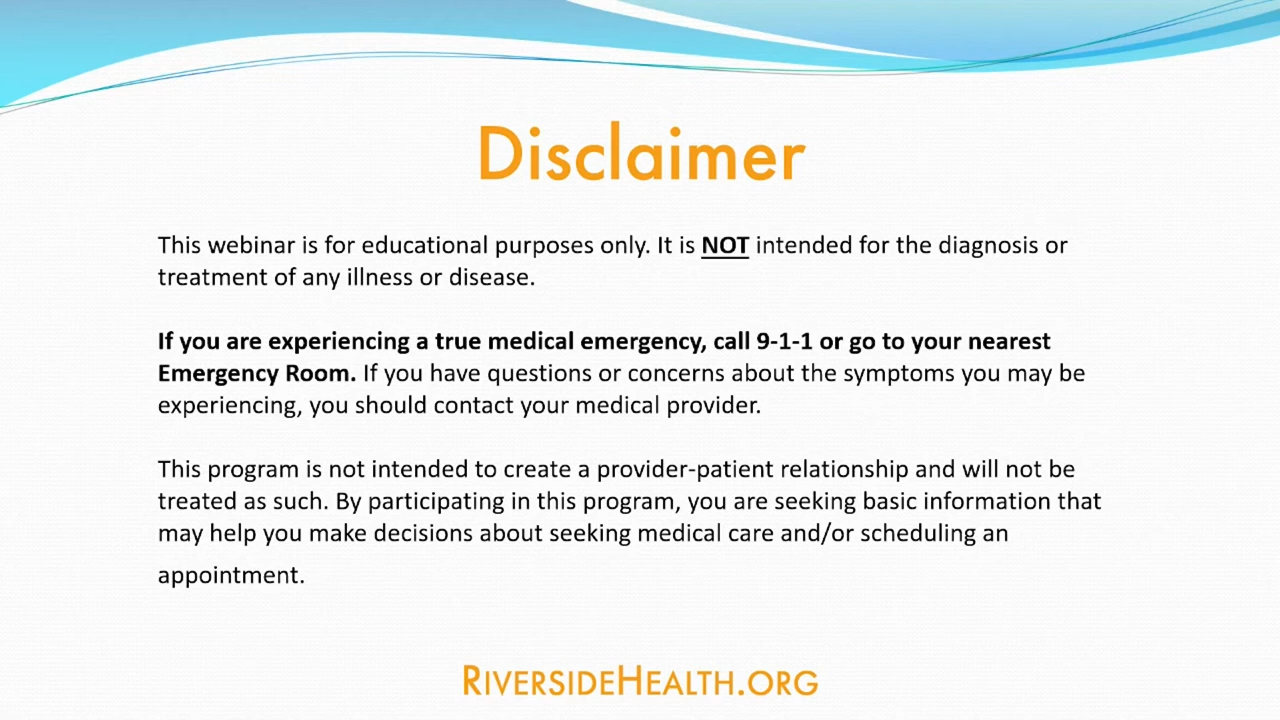 Disclaimer
This webinar is for educational purposes only. It is NOT intended for the diagnosis or
treatment of any illness or disease.
If you are experiencing a true medical emergency, call 9-1-1 or go to your nearest
Emergency Room. If you have questions or concerns about the symptoms you may be
experiencing, you should contact your medical provider.
This program is not intended to create a provider-patient relationship and will not be
treated as such. By participating in this program, you are seeking basic information that
may help you make decisions about seeking medical care and/or scheduling an
appointment.
RIVERSIDEHEALTH.ORG